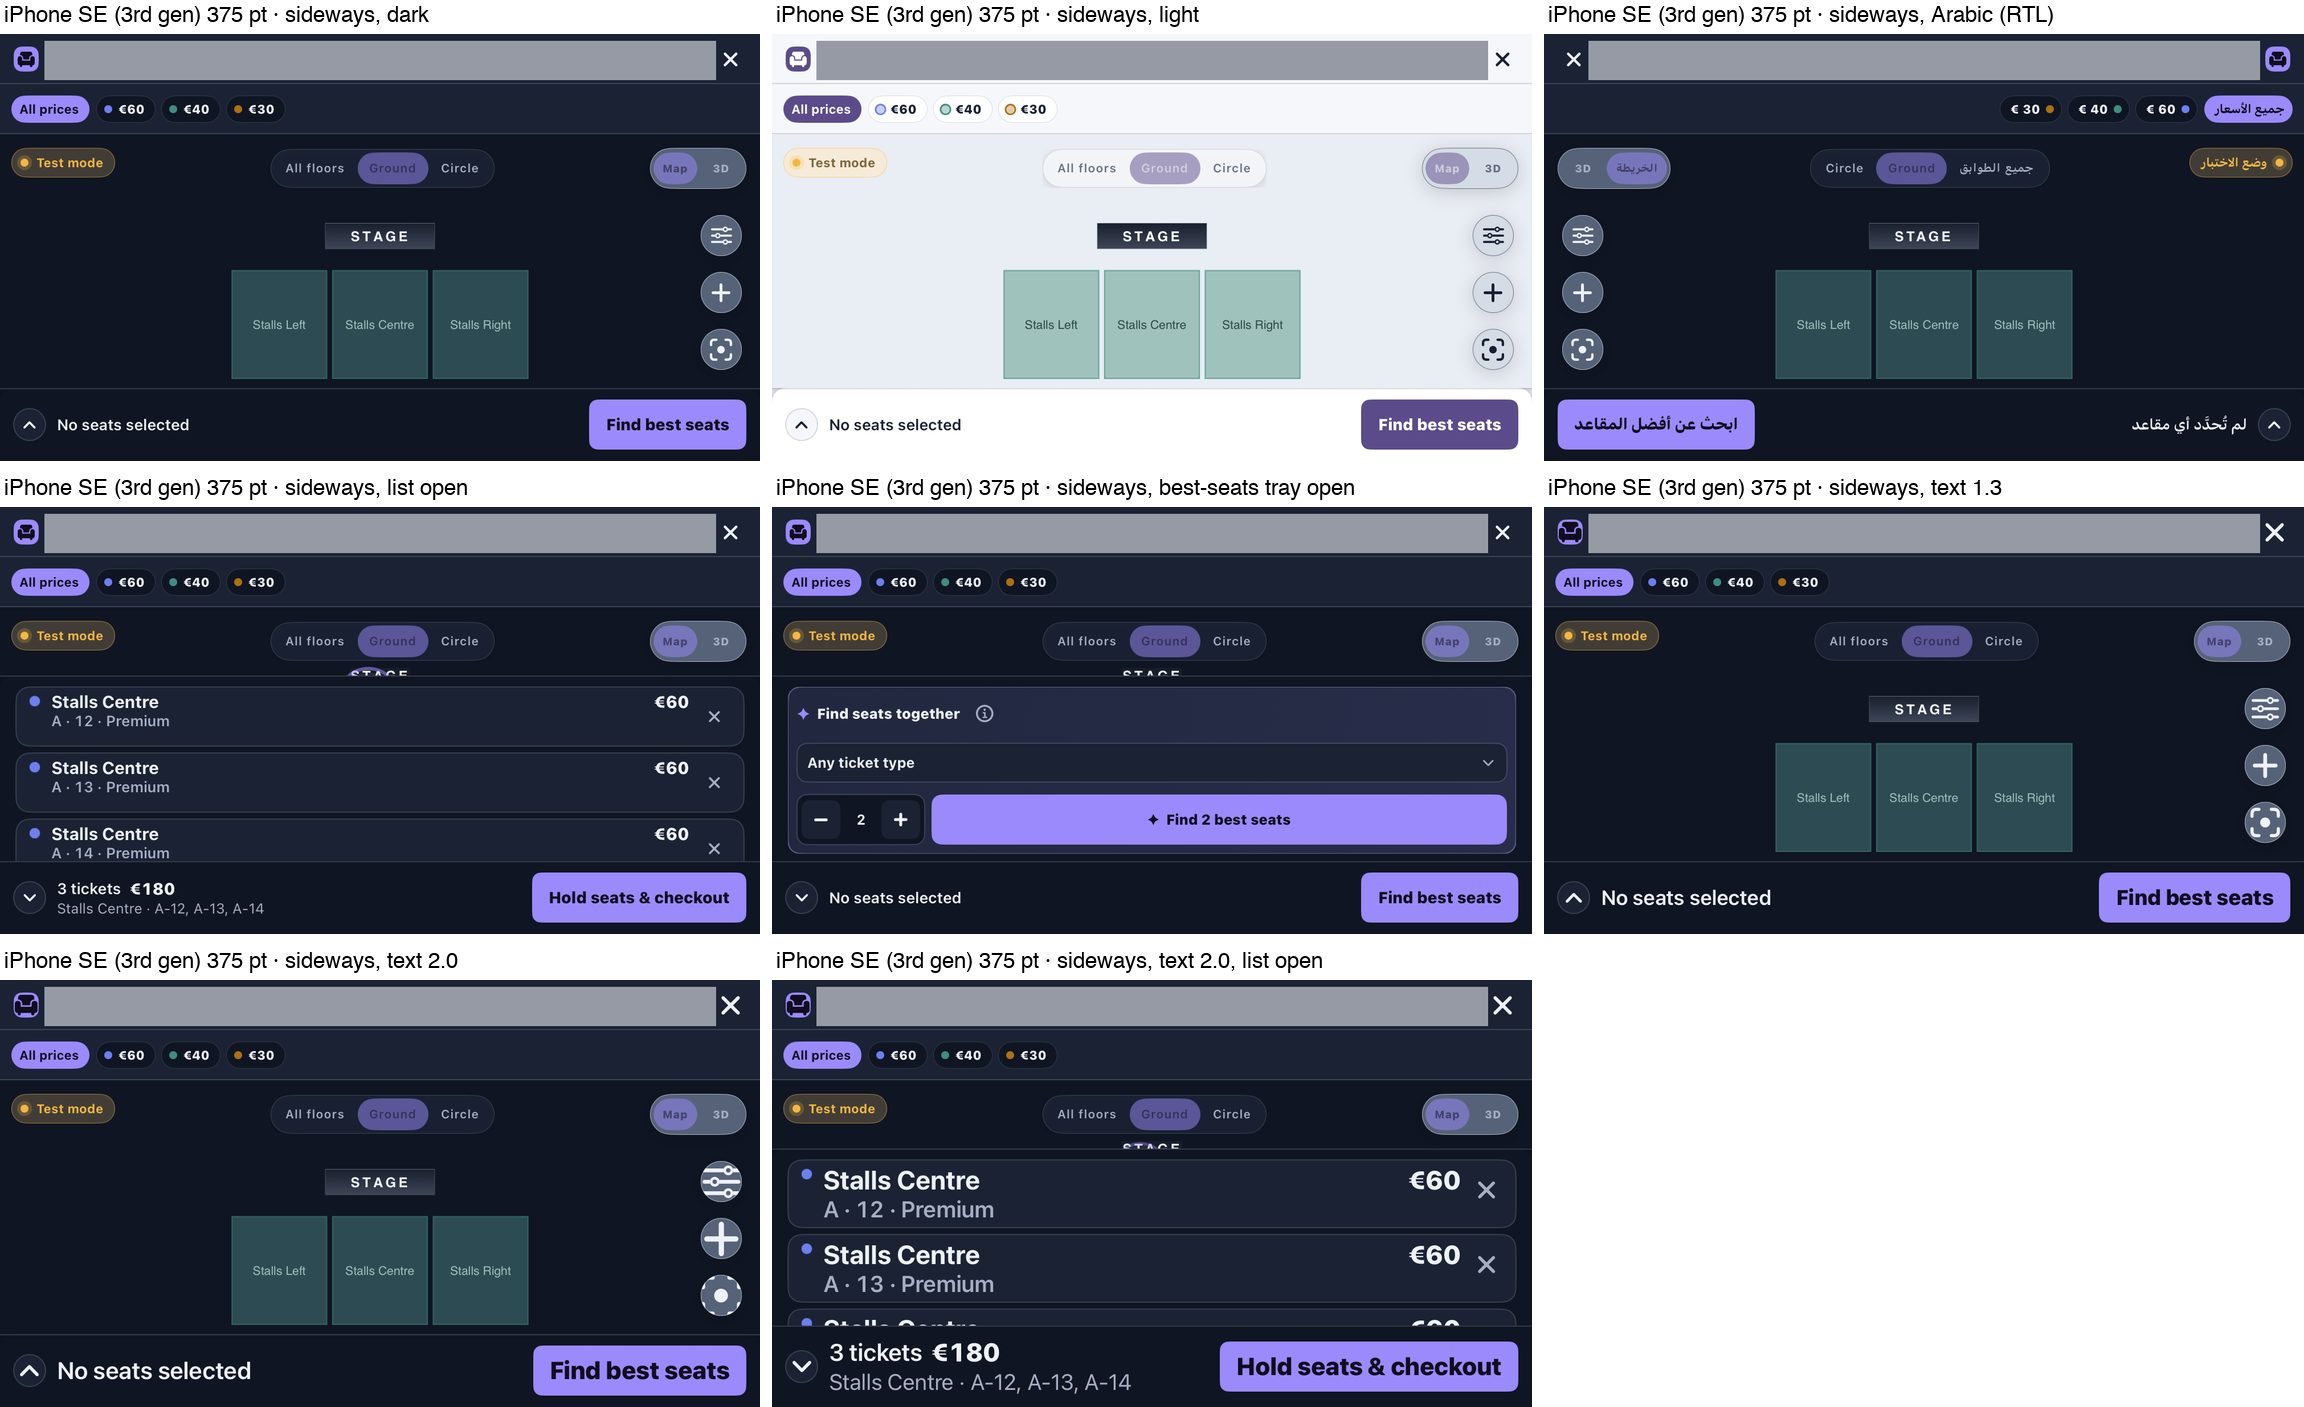 iPhone SE (3rd gen) 375 pt · sideways, dark
All prices €60 €40 €30
Test mode All floors Ground Circle Map 3D
STAGE
Stalls Left Stalls Centre Stalls Right
No seats selected Find best seats
iPhone SE (3rd gen) 375 pt · sideways, light
All prices €60 €40 €30
Test mode All floors Ground Circle Map 3D
STAGE
Stalls Left Stalls Centre Stalls Right
No seats selected Find best seats
iPhone SE (3rd gen) 375 pt · sideways, Arabic (RTL)
جميع الأسعار € 60 € 40 € 30
وضع الاختبار جميع الطوابق Ground Circle الخريطة 3D
STAGE
Stalls Left Stalls Centre Stalls Right
لم تُحدَّد أي مقاعد ابحث عن أفضل المقاعد
iPhone SE (3rd gen) 375 pt · sideways, list open
All prices €60 €40 €30
Test mode All floors Ground Circle Map 3D
STAGE
Stalls Centre €60
A · 12 · Premium
Stalls Centre €60
A · 13 · Premium
Stalls Centre €60
A · 14 · Premium
3 tickets €180 Hold seats & checkout
Stalls Centre · A-12, A-13, A-14
iPhone SE (3rd gen) 375 pt · sideways, best-seats tray open
All prices €60 €40 €30
Test mode All floors Ground Circle Map 3D
STAGE
Find seats together
Any ticket type
2 Find 2 best seats
No seats selected Find best seats
iPhone SE (3rd gen) 375 pt · sideways, text 1.3
All prices €60 €40 €30
Test mode All floors Ground Circle Map 3D
STAGE
Stalls Left Stalls Centre Stalls Right
No seats selected Find best seats
iPhone SE (3rd gen) 375 pt · sideways, text 2.0
All prices €60 €40 €30
Test mode All floors Ground Circle Map 3D
STAGE
Stalls Left Stalls Centre Stalls Right
No seats selected Find best seats
iPhone SE (3rd gen) 375 pt · sideways, text 2.0, list open
All prices €60 €40 €30
Test mode All floors Ground Circle Map 3D
STAGE
Stalls Centre €60
A · 12 · Premium
Stalls Centre €60
A · 13 · Premium
Stalls Centre €60
3 tickets €180 Hold seats & checkout
Stalls Centre · A-12, A-13, A-14